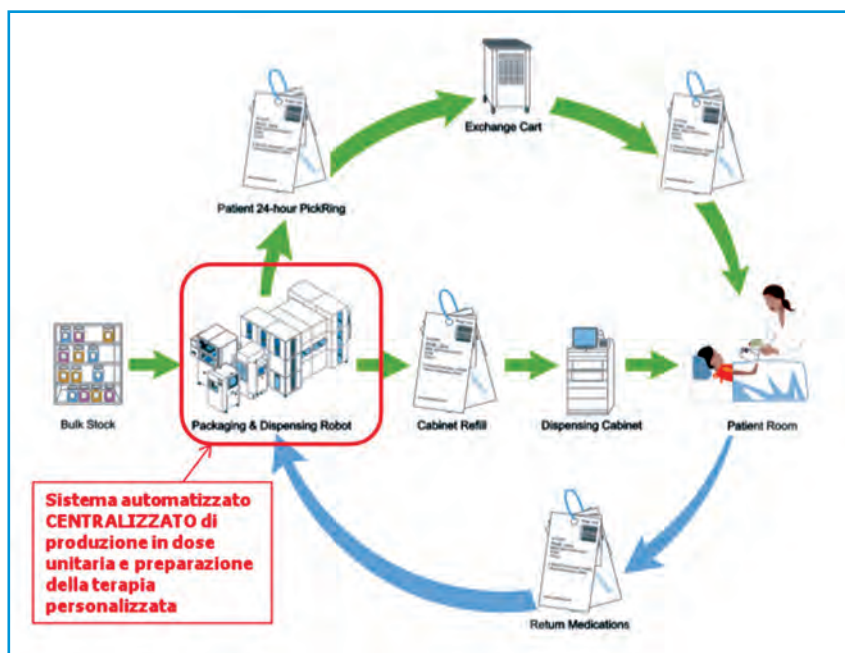 Exchange Cart
Patient 24-hour PickRing
Bulk Stock
Packaging & Dispensing Robot
Cabinet Refill
Dispensing Cabinet
Patient Room
Sistema automatizzato
CENTRALIZZATO di
produzione in dose
unitaria e preparazione
della terapia
personalizzata
Return Medications